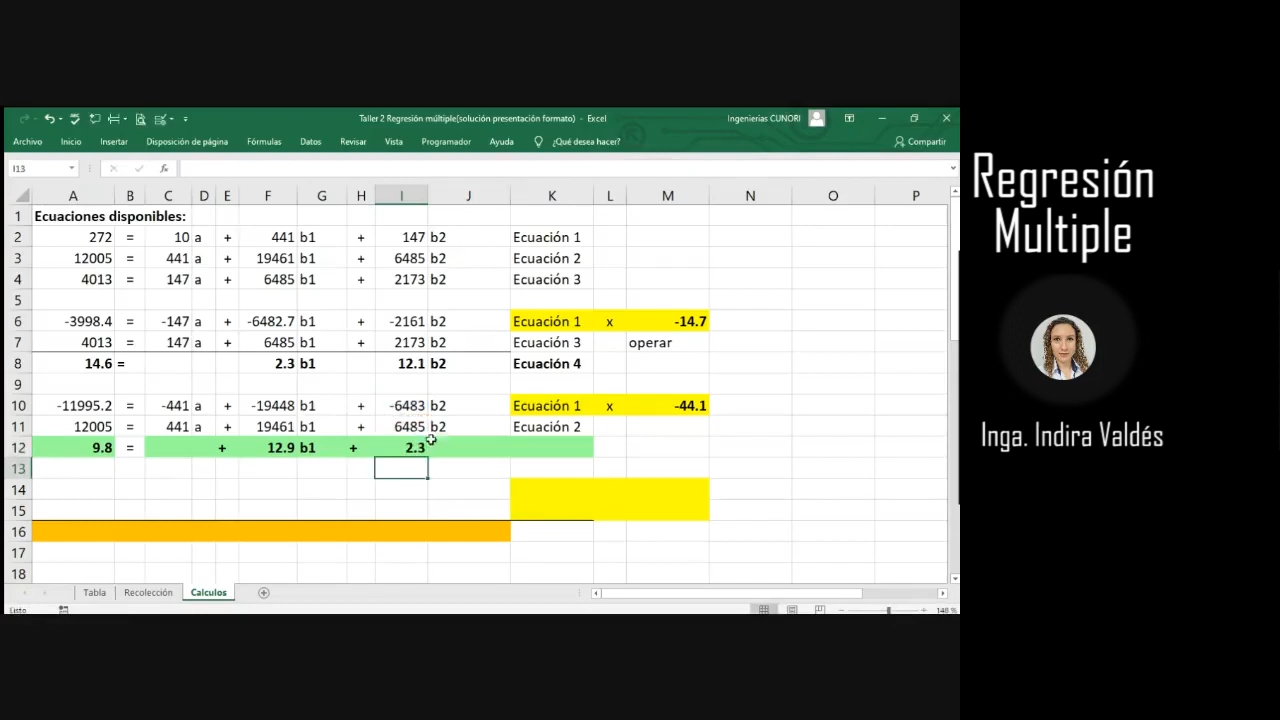 Taller 2 Regresión múltiple(solución presentación formato) - Excel
Ingenierias CUNORI
Archivo Inicio Insertar Disposición de página Fórmulas Datos Revisar Vista Programador Ayuda ¿Qué desea hacer? Compartir
I13 fx
A B C D E F G H I J K L M N O P
1 Ecuaciones disponibles:
2 272 = 10 a + 441 b1 + 147 b2 Ecuación 1
3 12005 = 441 a + 19461 b1 + 6485 b2 Ecuación 2
4 4013 = 147 a + 6485 b1 + 2173 b2 Ecuación 3
5
6 -3998.4 = -147 a + -6482.7 b1 + -2161 b2 Ecuación 1 x -14.7
7 4013 = 147 a + 6485 b1 + 2173 b2 Ecuación 3 operar
8 14.6 = 2.3 b1 12.1 b2 Ecuación 4
9
10 -11995.2 = -441 a + -19448 b1 + -6483 b2 Ecuación 1 x -44.1
11 12005 = 441 a + 19461 b1 + 6485 b2 Ecuación 2
12 9.8 = + 12.9 b1 + 2.3
13
14
15
16
17
18
Tabla Recolección Calculos
Listo 148 %
Regresión
Multiple
Inga. Indira Valdés